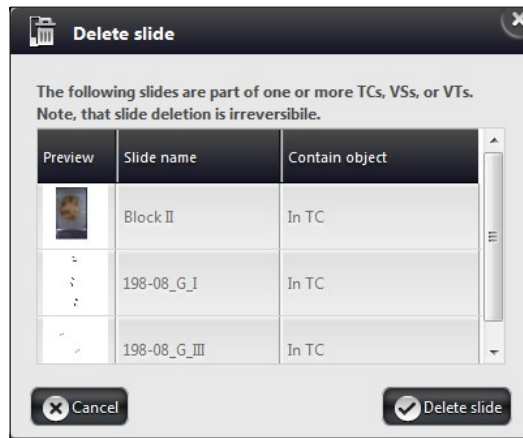 Delete slide
The following slides are part of one or more TCs, VSs, or VTs.
Note, that slide deletion is irreversibile.
Preview Slide name Contain object
Block II In TC
198-08_G_I In TC
198-08_G_III In TC
Cancel Delete slide